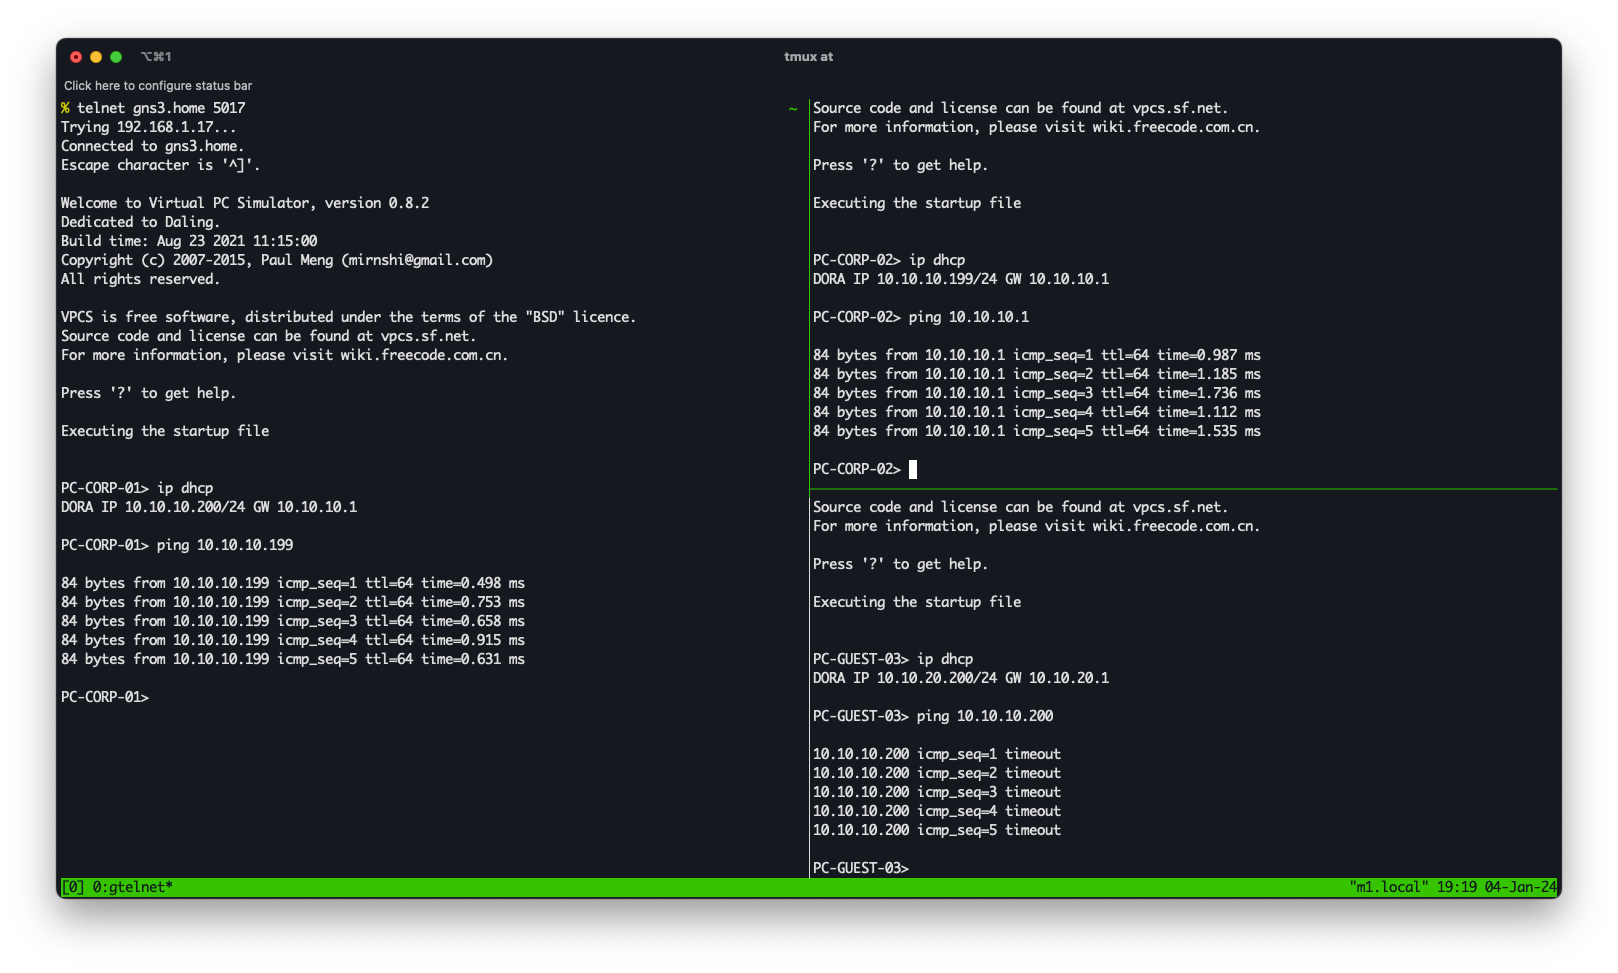 ⌥⌘1
tmux at
Click here to configure status bar
% telnet gns3.home 5017
~
Trying 192.168.1.17...
Connected to gns3.home.
Escape character is '^]'.
Welcome to Virtual PC Simulator, version 0.8.2
Dedicated to Daling.
Build time: Aug 23 2021 11:15:00
Copyright (c) 2007-2015, Paul Meng (mirnshi@gmail.com)
All rights reserved.
VPCS is free software, distributed under the terms of the "BSD" licence.
Source code and license can be found at vpcs.sf.net.
For more information, please visit wiki.freecode.com.cn.
Press '?' to get help.
Executing the startup file
PC-CORP-01> ip dhcp
DORA IP 10.10.10.200/24 GW 10.10.10.1
PC-CORP-01> ping 10.10.10.199
84 bytes from 10.10.10.199 icmp_seq=1 ttl=64 time=0.498 ms
84 bytes from 10.10.10.199 icmp_seq=2 ttl=64 time=0.753 ms
84 bytes from 10.10.10.199 icmp_seq=3 ttl=64 time=0.658 ms
84 bytes from 10.10.10.199 icmp_seq=4 ttl=64 time=0.915 ms
84 bytes from 10.10.10.199 icmp_seq=5 ttl=64 time=0.631 ms
PC-CORP-01>
Source code and license can be found at vpcs.sf.net.
For more information, please visit wiki.freecode.com.cn.
Press '?' to get help.
Executing the startup file
PC-CORP-02> ip dhcp
DORA IP 10.10.10.199/24 GW 10.10.10.1
PC-CORP-02> ping 10.10.10.1
84 bytes from 10.10.10.1 icmp_seq=1 ttl=64 time=0.987 ms
84 bytes from 10.10.10.1 icmp_seq=2 ttl=64 time=1.185 ms
84 bytes from 10.10.10.1 icmp_seq=3 ttl=64 time=1.736 ms
84 bytes from 10.10.10.1 icmp_seq=4 ttl=64 time=1.112 ms
84 bytes from 10.10.10.1 icmp_seq=5 ttl=64 time=1.535 ms
PC-CORP-02>
Source code and license can be found at vpcs.sf.net.
For more information, please visit wiki.freecode.com.cn.
Press '?' to get help.
Executing the startup file
PC-GUEST-03> ip dhcp
DORA IP 10.10.20.200/24 GW 10.10.20.1
PC-GUEST-03> ping 10.10.10.200
10.10.10.200 icmp_seq=1 timeout
10.10.10.200 icmp_seq=2 timeout
10.10.10.200 icmp_seq=3 timeout
10.10.10.200 icmp_seq=4 timeout
10.10.10.200 icmp_seq=5 timeout
PC-GUEST-03>
[0] 0:gtelnet*
"m1.local" 19:19 04-Jan-24